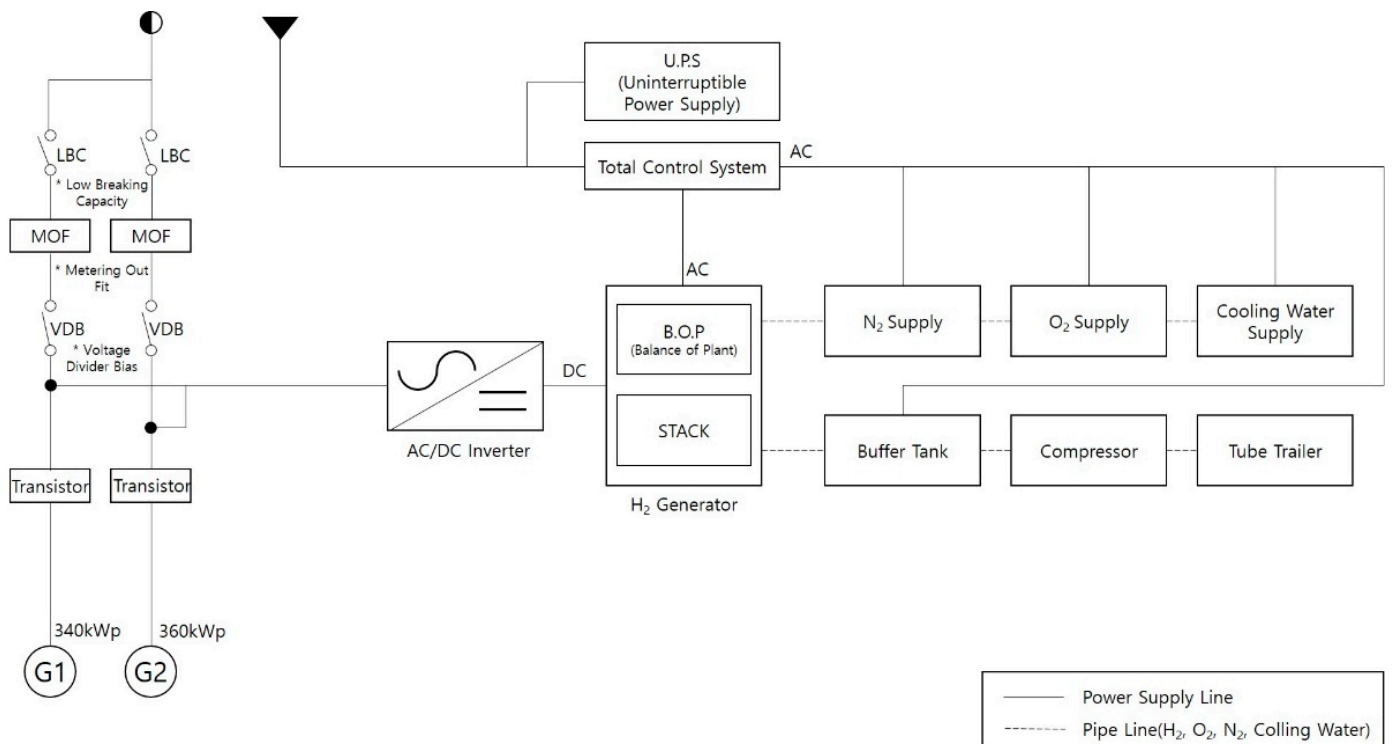 U.P.S
(Uninterruptible
Power Supply)
LBC
LBC
* Low Breaking
Capacity
Total Control System
AC
MOF
MOF
* Metering Out
Fit
AC
VDB
VDB
* Voltage
Divider Bias
B.O.P
(Balance of Plant)
N₂ Supply
O₂ Supply
Cooling Water
Supply
DC
AC/DC Inverter
STACK
Buffer Tank
Compressor
Tube Trailer
H₂ Generator
Transistor
Transistor
340kWp
360kWp
G1
G2
Power Supply Line
Pipe Line(H₂, O₂, N₂, Colling Water)